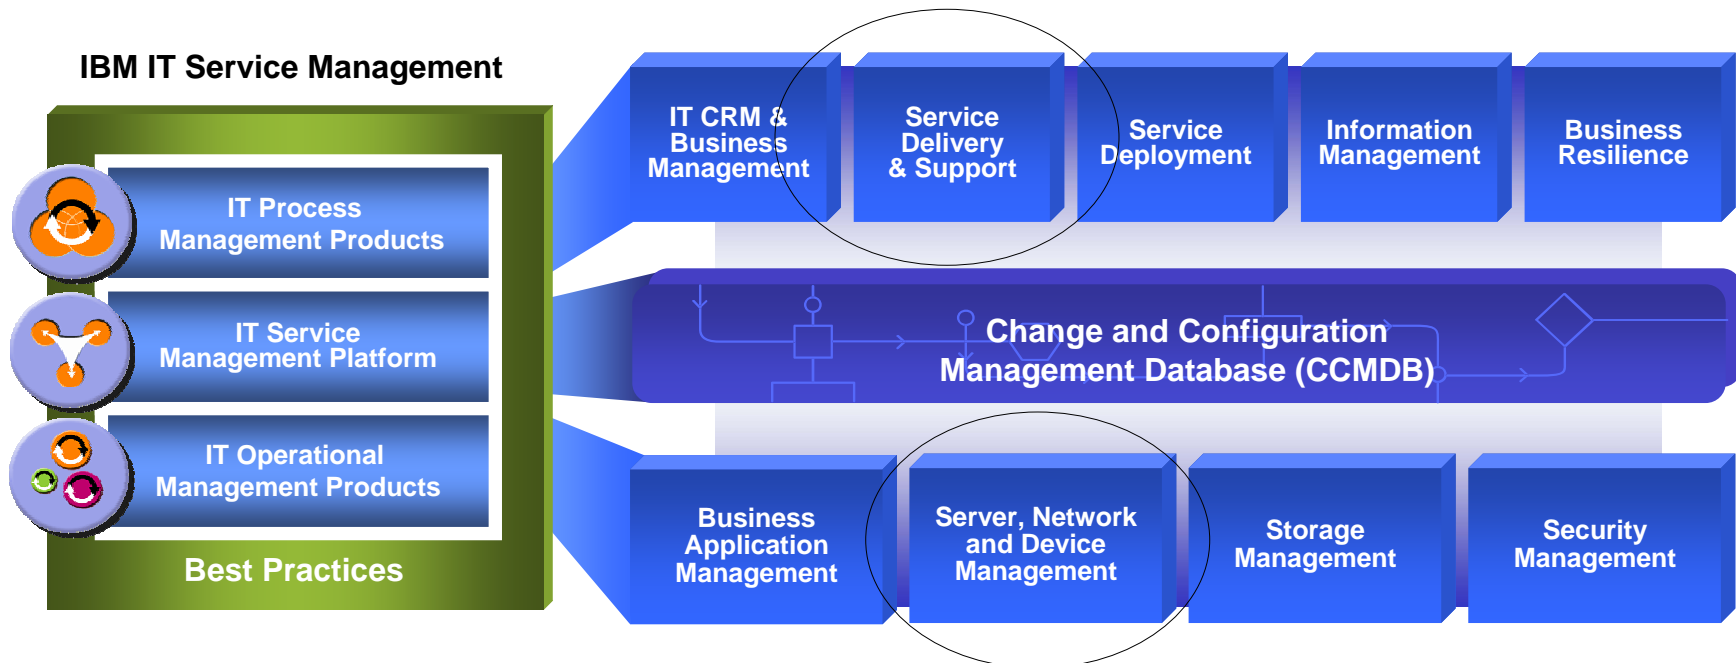 IBM IT Service Management
IT Process
Management Products
IT Service
Management Platform
IT Operational
Management Products
Best Practices
IT CRM &
Business
Management
Service
Delivery
& Support
Service
Deployment
Information
Management
Business
Resilience
Change and Configuration
Management Database (CCMDB)
Business
Application
Management
Server, Network
and Device
Management
Storage
Management
Security
Management